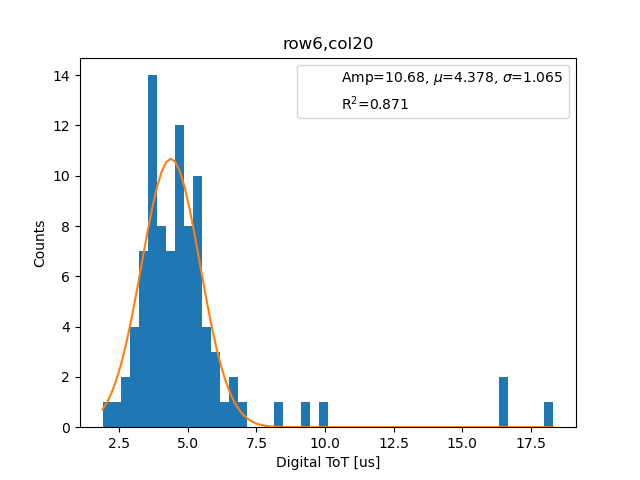 row6,col20
Amp=10.68, μ=4.378, σ=1.065
R²=0.871
14
12
10
8
6
4
2
0
Counts
2.5 5.0 7.5 10.0 12.5 15.0 17.5
Digital ToT [us]